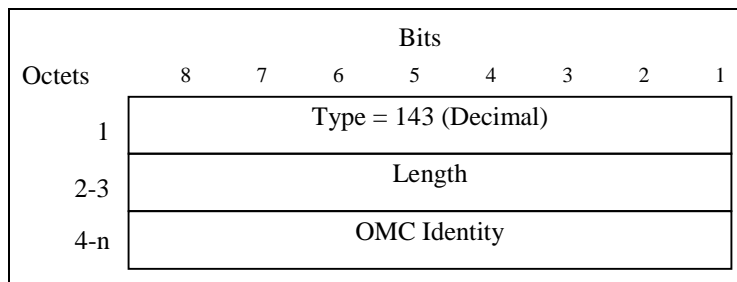 Bits
Octets 8 7 6 5 4 3 2 1
1 Type = 143 (Decimal)
2-3 Length
4-n OMC Identity